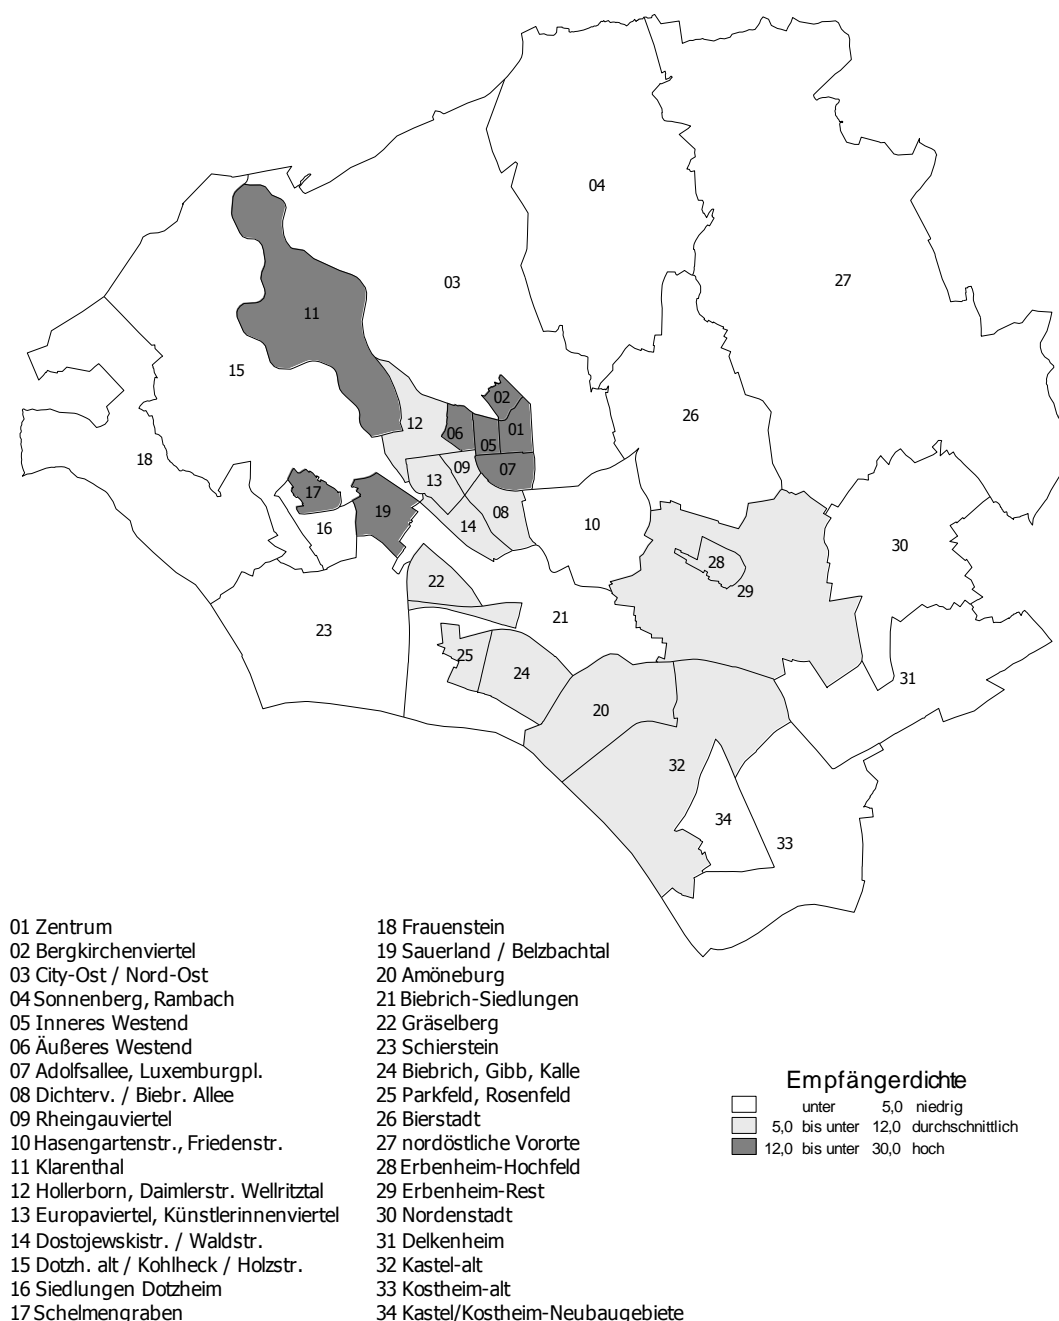 04
27
03
11
15
02
26
12
01
06
05
18
09
07
13
17
08
19
16
14
10
30
28
22
29
21
23
25
24
31
20
32
34
33
01 Zentrum
02 Bergkirchenviertel
03 City-Ost / Nord-Ost
04 Sonnenberg, Rambach
05 Inneres Westend
06 Äußeres Westend
07 Adolfsallee, Luxemburgpl.
08 Dichterv. / Biebr. Allee
09 Rheingauviertel
10 Hasengartenstr., Friedenstr.
11 Klarenthal
12 Hollerborn, Daimlerstr. Wellritztal
13 Europaviertel, Künstlerinnenviertel
14 Dostojewskistr. / Waldstr.
15 Dotzh. alt / Kohlheck / Holzstr.
16 Siedlungen Dotzheim
17 Schelmengraben
18 Frauenstein
19 Sauerland / Belzbachtal
20 Amöneburg
21 Biebrich-Siedlungen
22 Gräselberg
23 Schierstein
24 Biebrich, Gibb, Kalle
25 Parkfeld, Rosenfeld
26 Bierstadt
27 nordöstliche Vororte
28 Erbenheim-Hochfeld
29 Erbenheim-Rest
30 Nordenstadt
31 Delkenheim
32 Kastel-alt
33 Kostheim-alt
34 Kastel/Kostheim-Neubaugebiete
Empfängerdichte
unter 5,0 niedrig
5,0 bis unter 12,0 durchschnittlich
12,0 bis unter 30,0 hoch